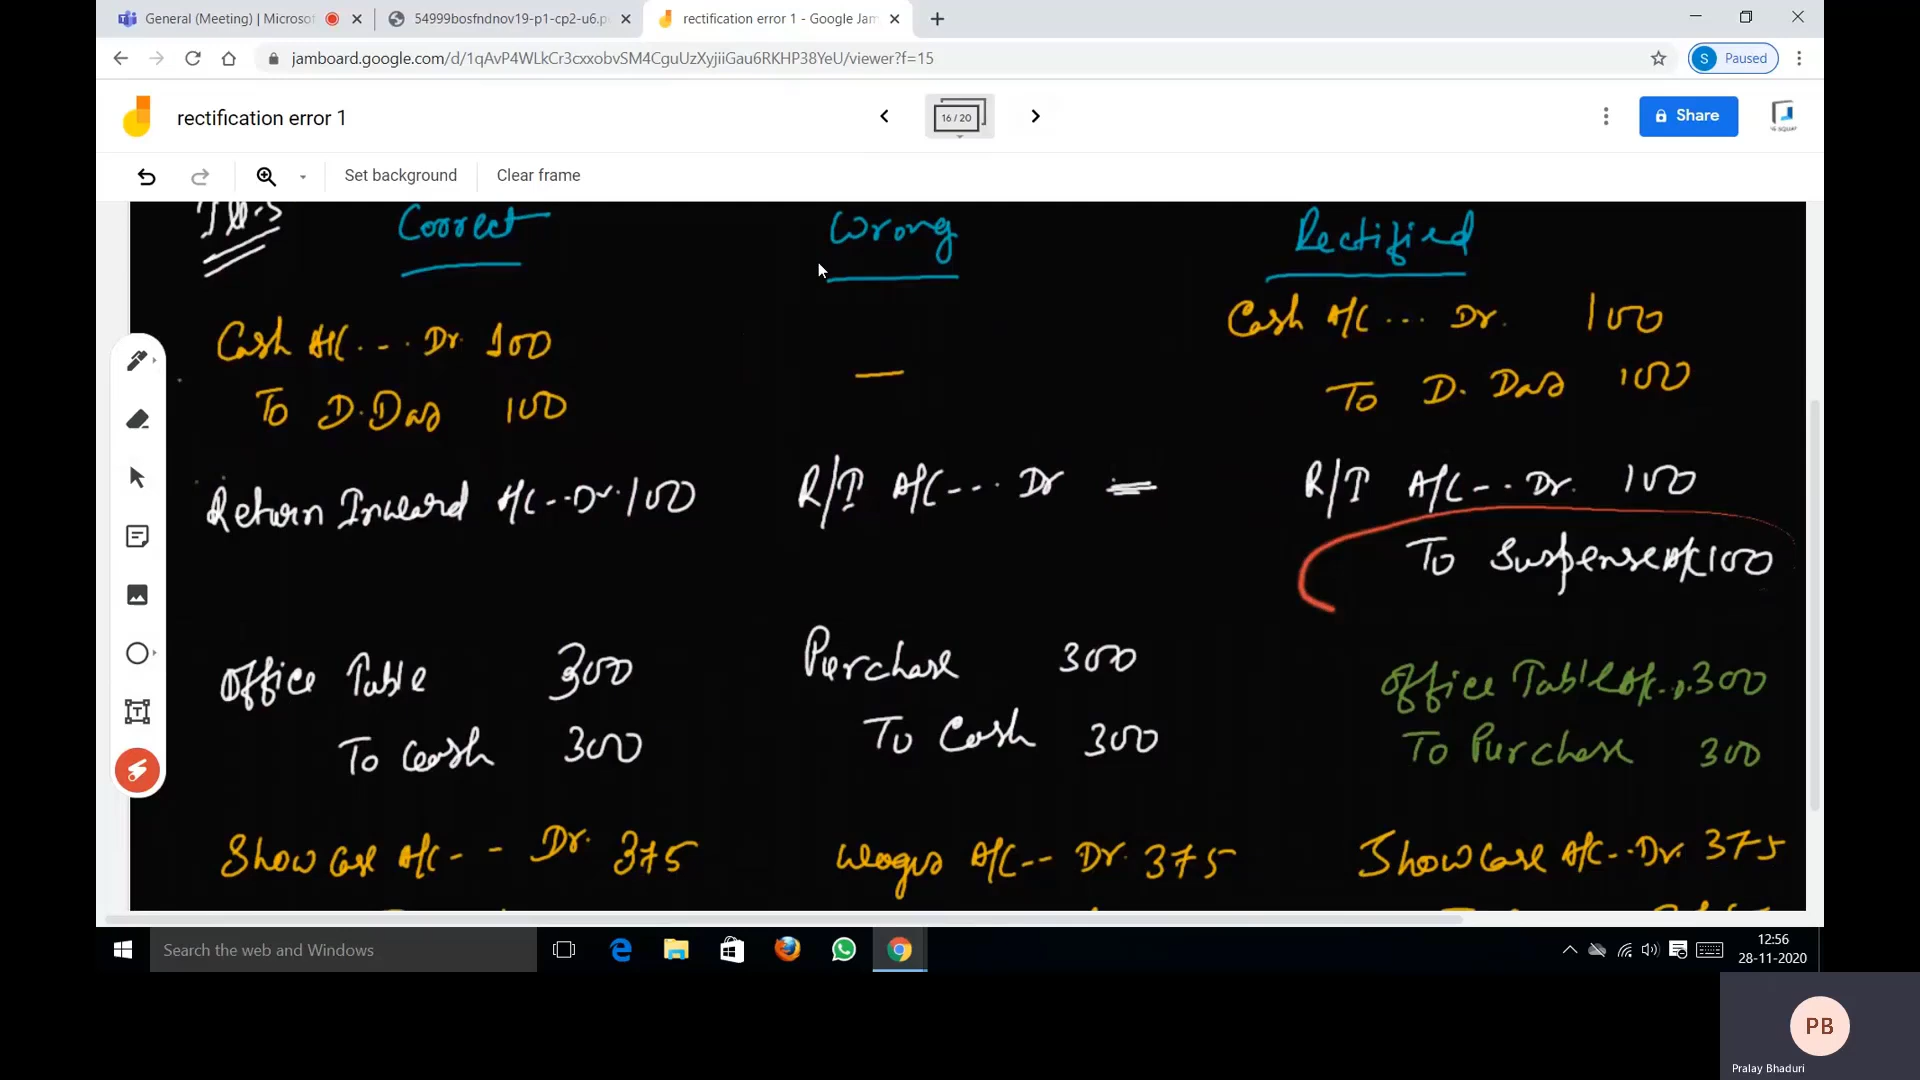 General (Meeting) | Microso
54999bosfndnov19-p1-cp2-u6.p
rectification error 1 - Google Jam
jamboard.google.com/d/1qAvP4WLkCr3cxxobvSM4CguUzXyjiiGau6RKHP38YeU/viewer?f=15
S Paused
rectification error 1
16 / 20
Share
Set background
Clear frame
Correct
Wrong
Rectified
Cash A/C ... Dr. 100
To D. Das 100
—
Cash A/C ... Dr. 100
To D. Das 100
Return Inward A/C -- Dr. 100
R/I A/C --- Dr —
R/I A/C -- Dr. 100
To Suspense A/c 100
Office Table 300
To Cash 300
Purchase 300
To Cash 300
Office Table A/c .. 300
To Purchase 300
Show Case A/c - - Dr. 375
Wages A/C -- Dr. 375
Show Case A/c -- Dr. 375
Search the web and Windows
12:56
28-11-2020
PB
Pralay Bhaduri